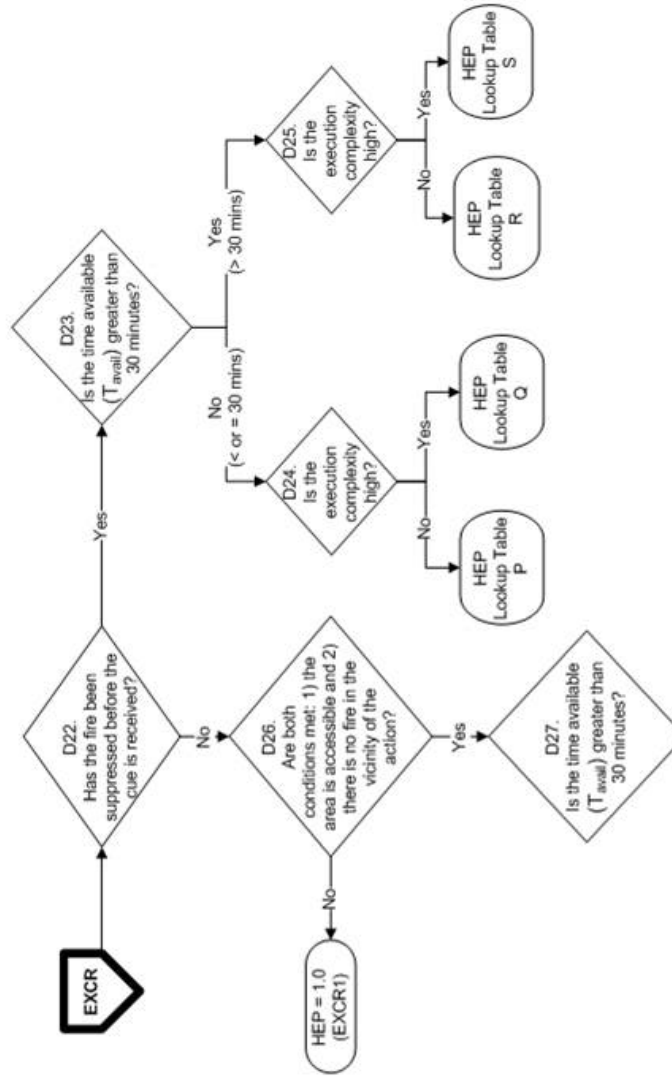 EXCR
D22.
Has the fire been
suppressed before the
cue is received?
Yes
D23.
Is the time available
(Tavail) greater than
30 minutes?
No
(< or = 30 mins)
Yes
(> 30 mins)
D24.
Is the
execution
complexity
high?
No
Yes
HEP
Lookup Table
P
HEP
Lookup Table
Q
D25.
Is the
execution
complexity
high?
No
Yes
HEP
Lookup Table
R
HEP
Lookup Table
S
No
D26.
Are both
conditions met: 1) the
area is accessible and 2)
there is no fire in the
vicinity of the
action?
No
HEP = 1.0
(EXCR1)
Yes
D27.
Is the time available
(Tavail) greater than
30 minutes?